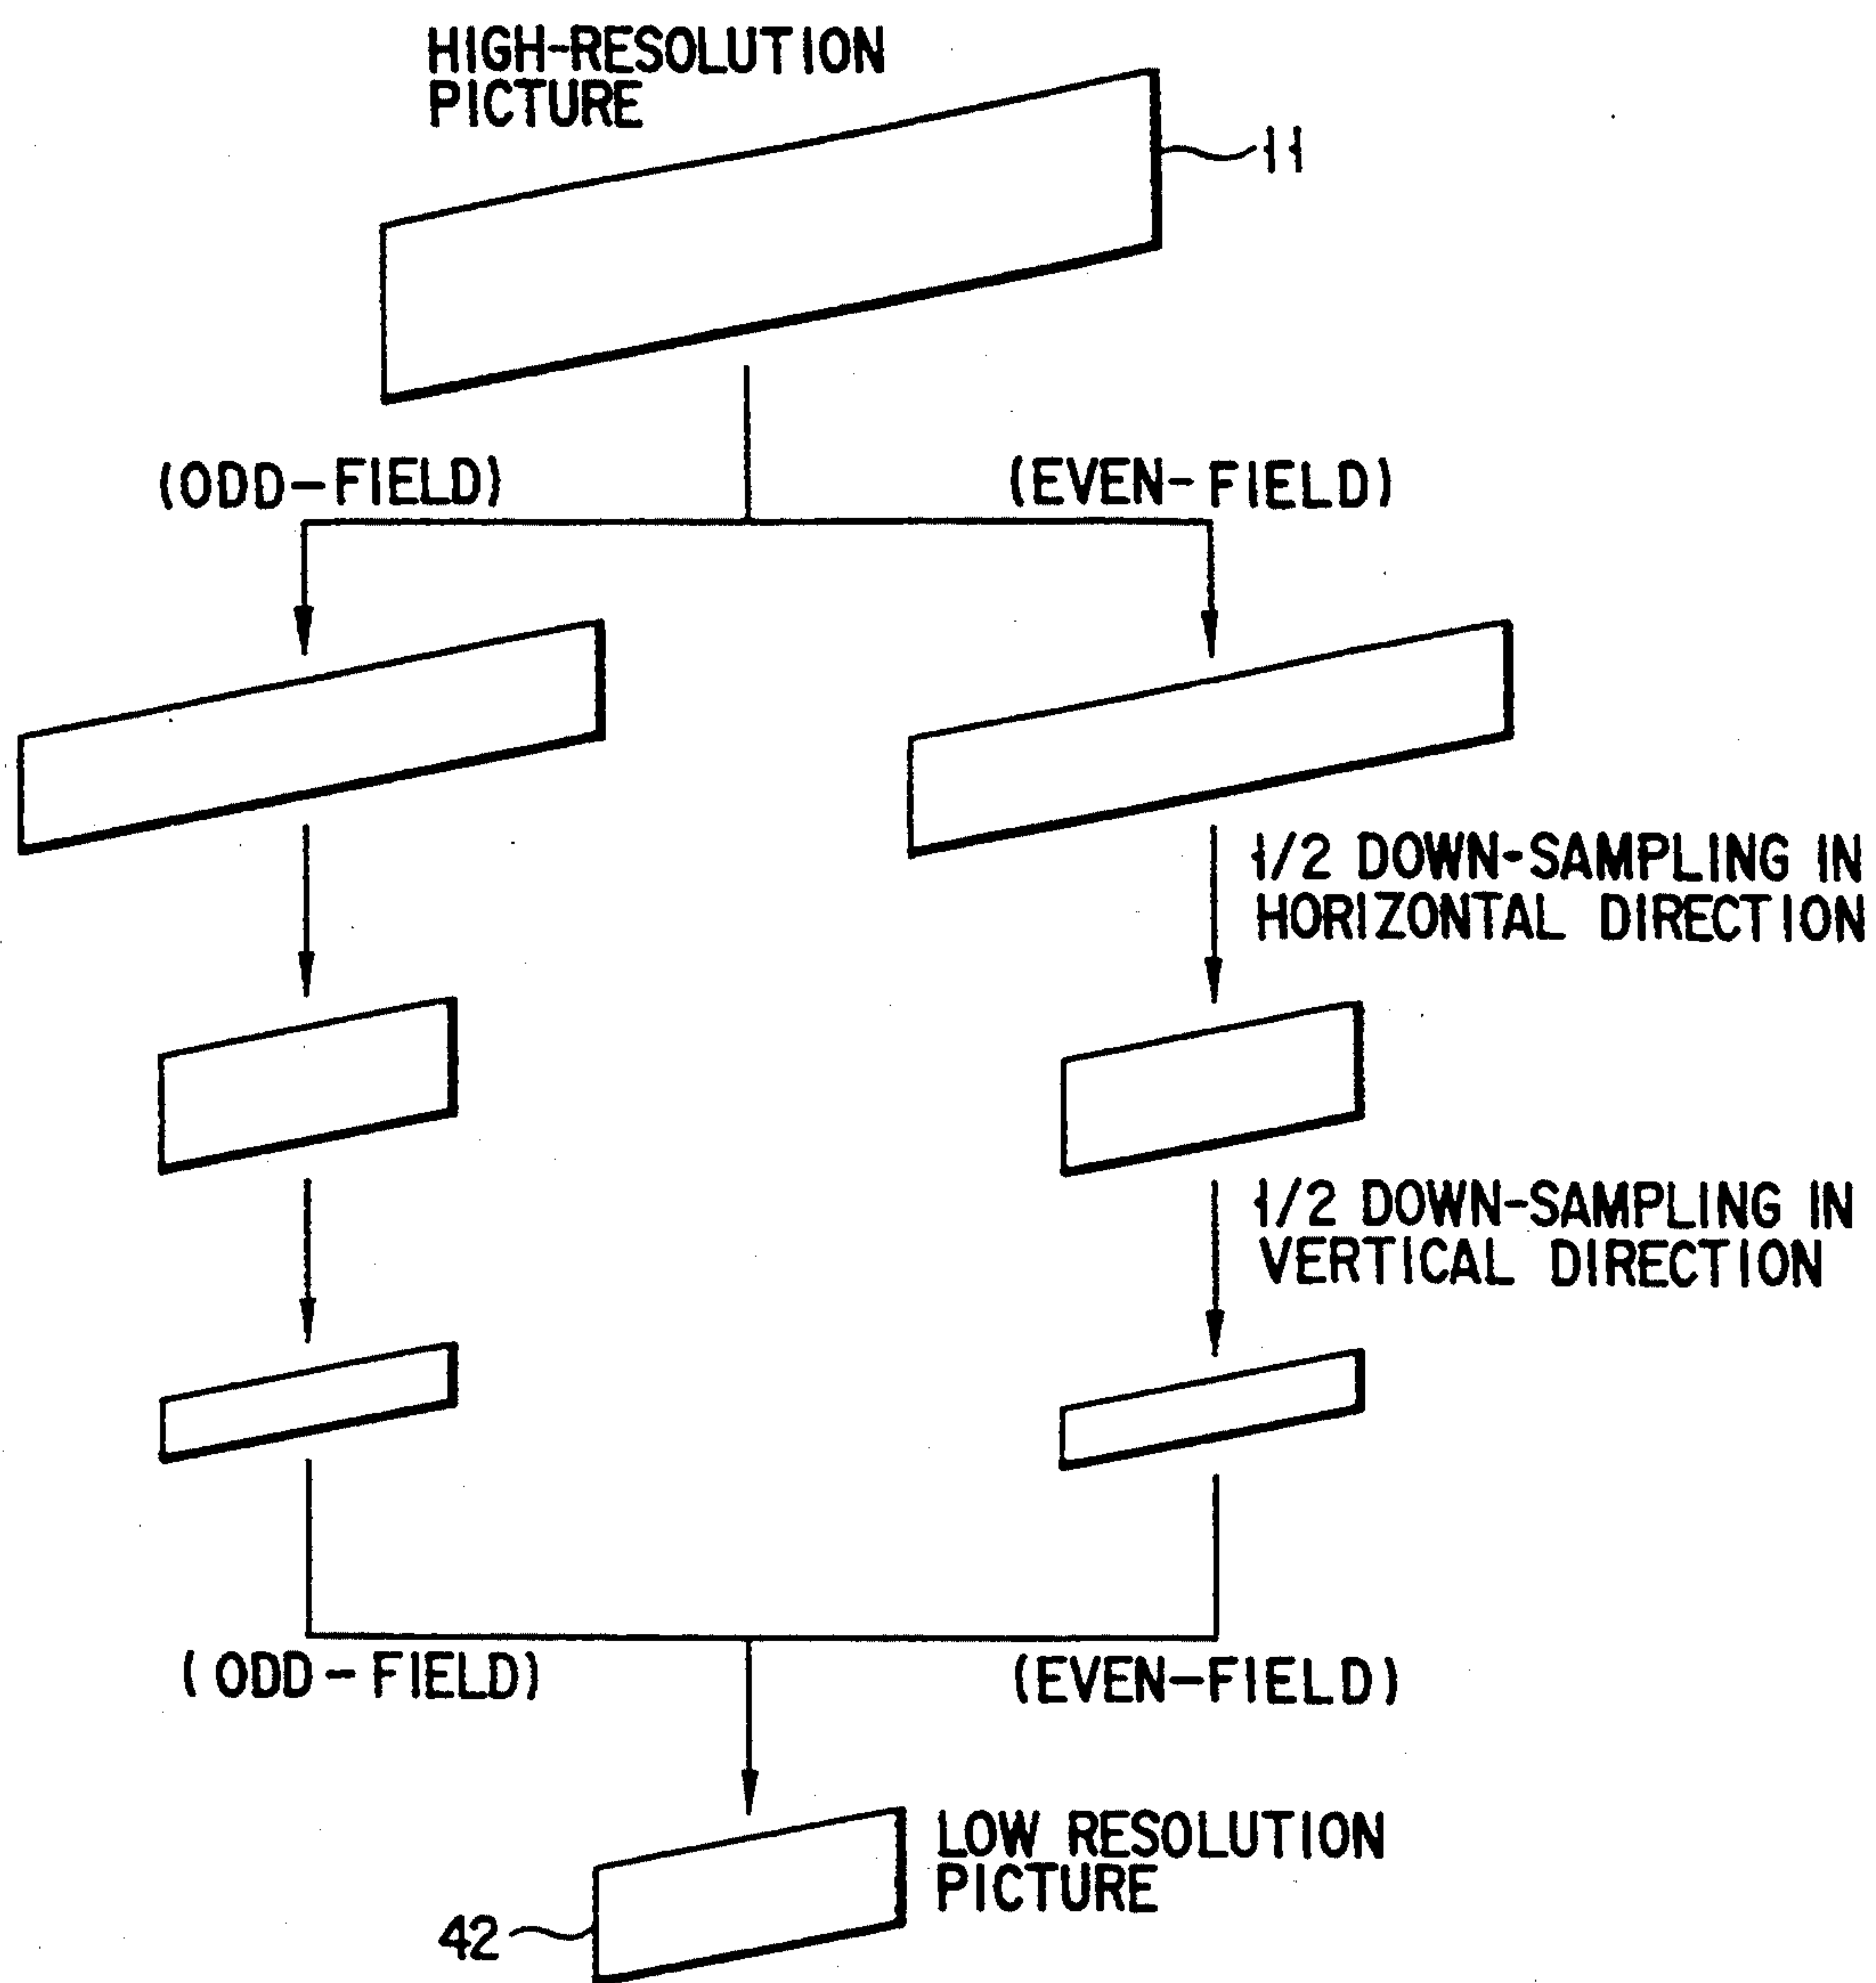 HIGH-RESOLUTION
PICTURE
11
(ODD-FIELD)
(EVEN-FIELD)
1/2 DOWN-SAMPLING IN
HORIZONTAL DIRECTION
1/2 DOWN-SAMPLING IN
VERTICAL DIRECTION
(ODD-FIELD)
(EVEN-FIELD)
LOW RESOLUTION
PICTURE
42